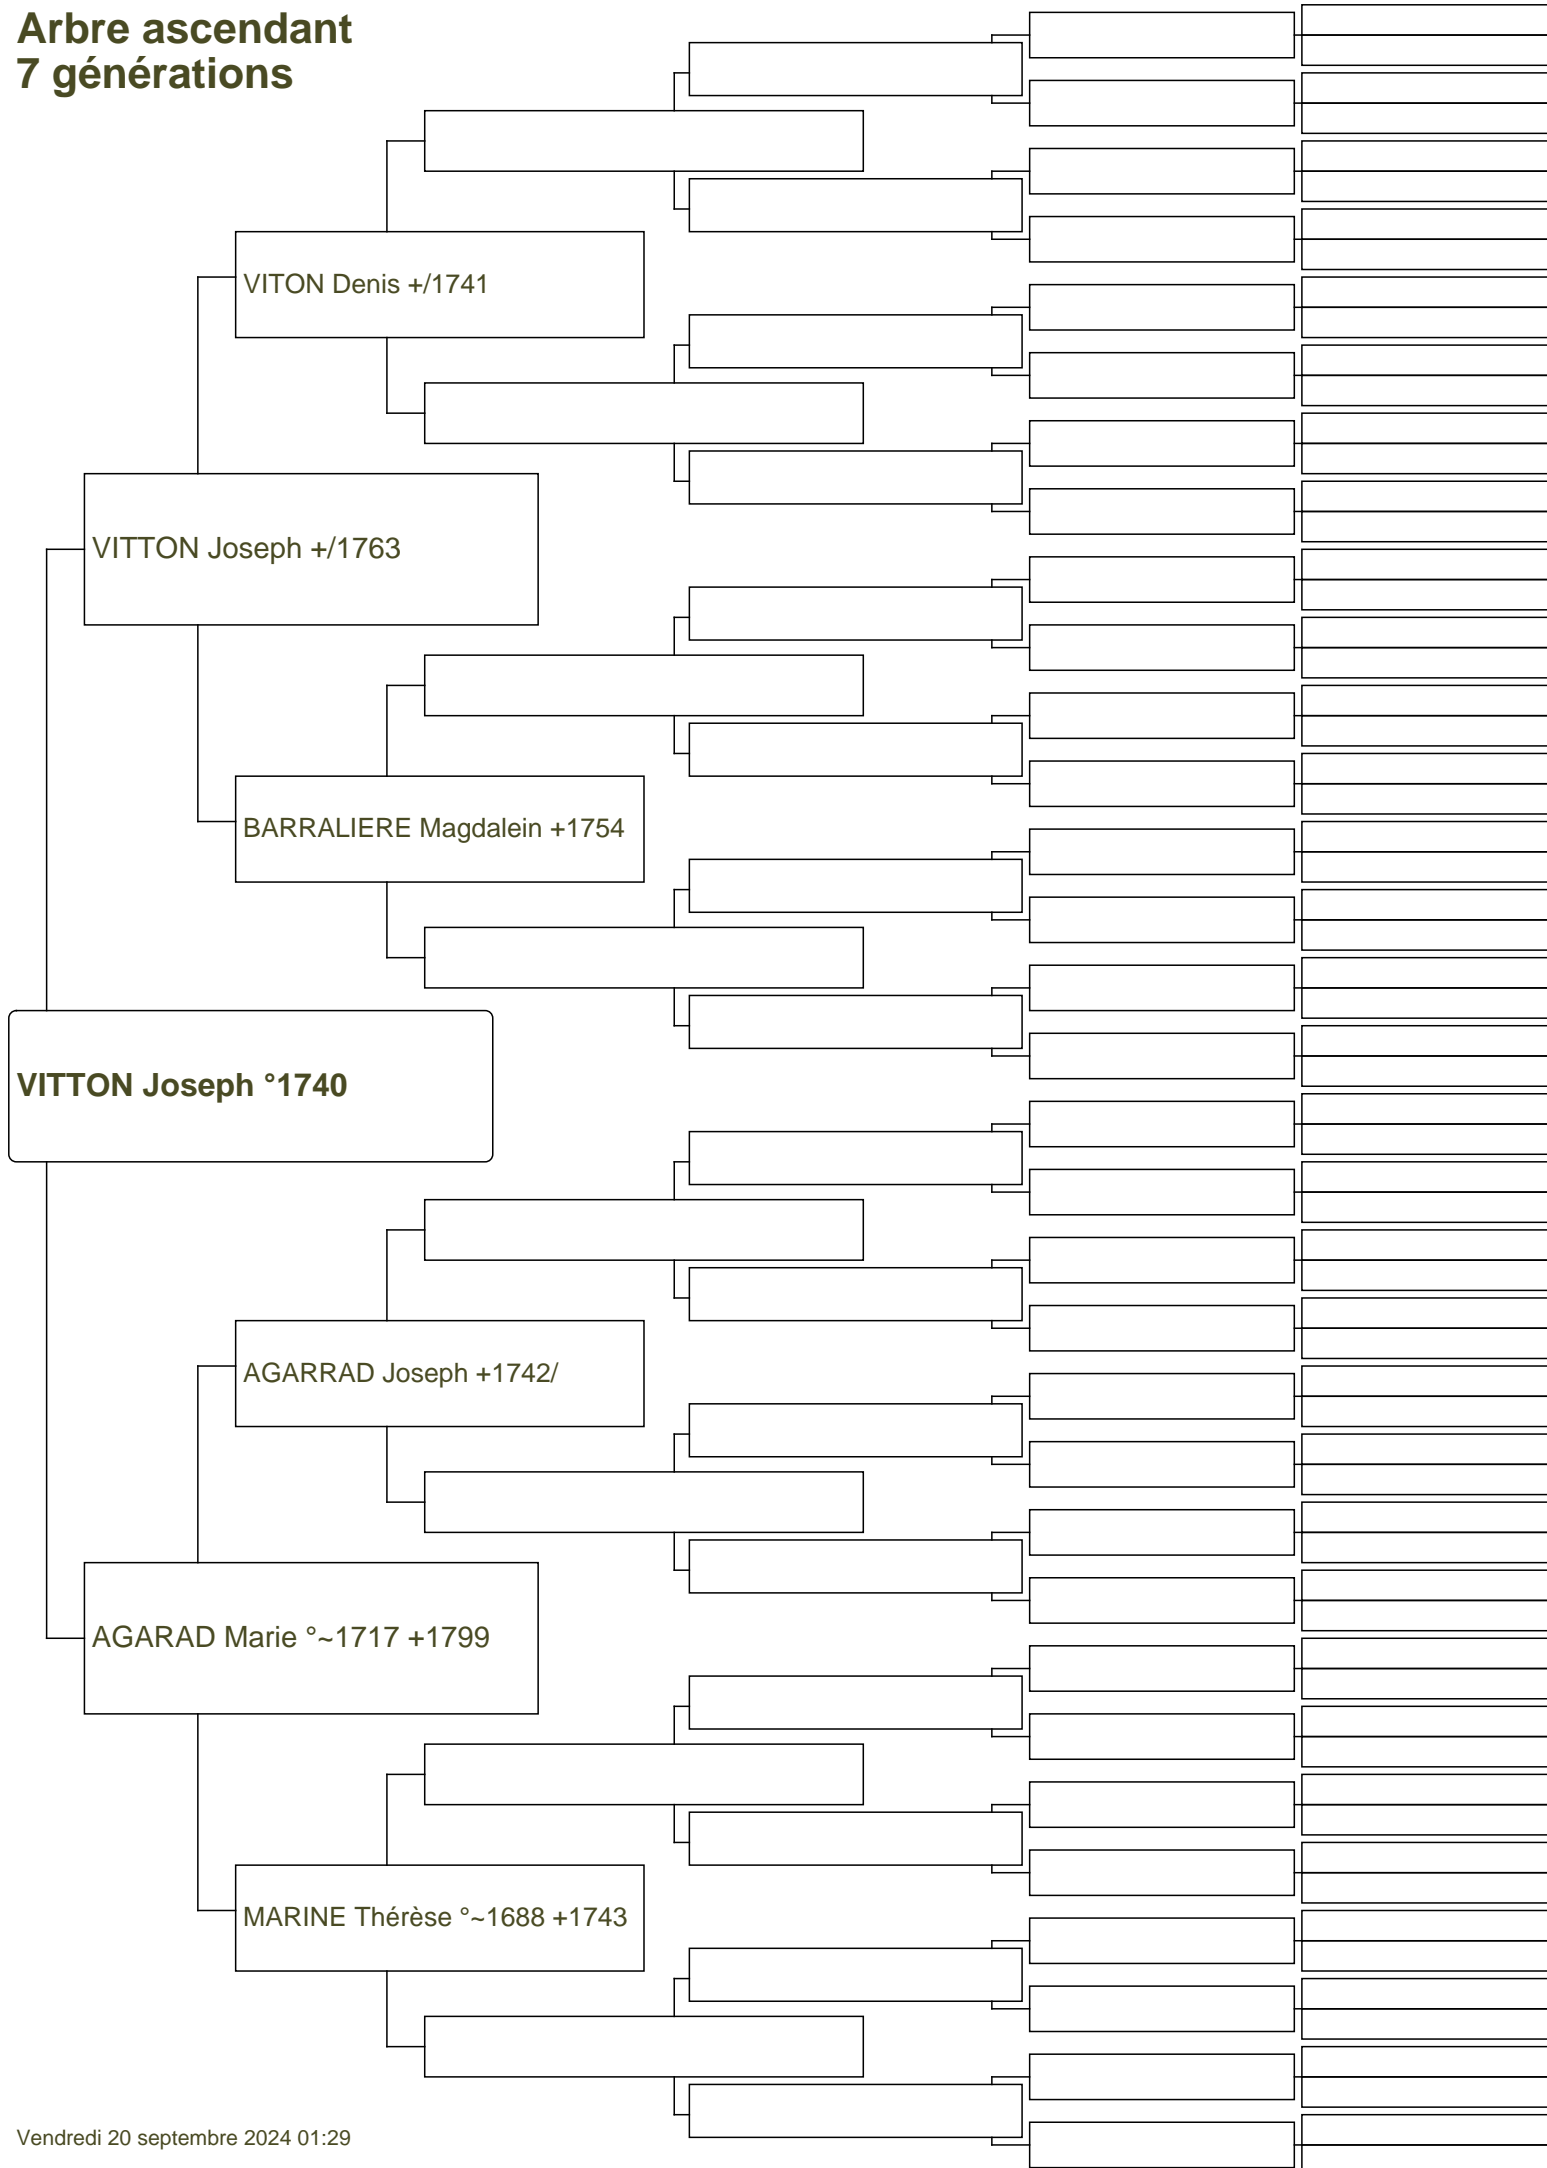 Arbre ascendant
7 générations
VITON Denis +/1741
VITTON Joseph +/1763
BARRALIERE Magdalein +1754
VITTON Joseph °1740
AGARRAD Joseph +1742/
AGARAD Marie °~1717 +1799
MARINE Thérèse °~1688 +1743
Vendredi 20 septembre 2024 01:29